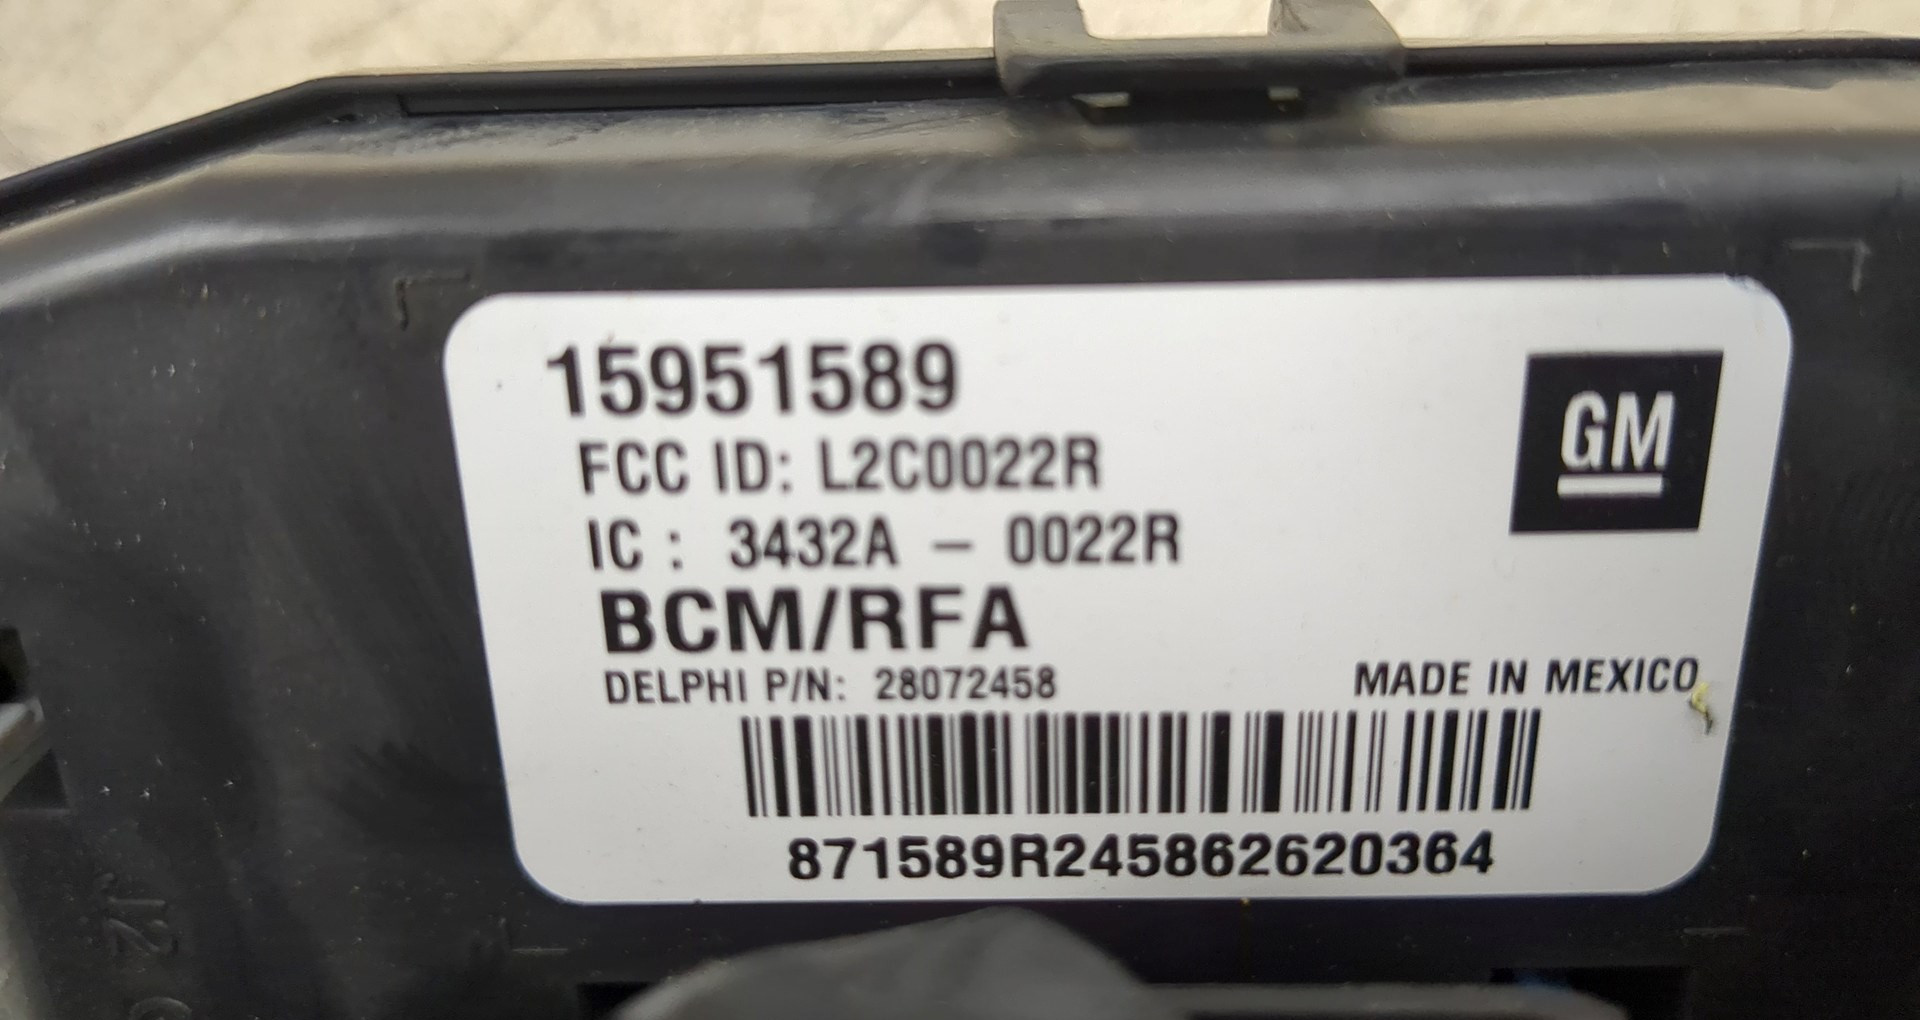 15951589
GM
FCC ID: L2C0022R
IC : 3432A – 0022R
BCM/RFA
DELPHI P/N: 28072458
MADE IN MEXICO
871589R245862620364